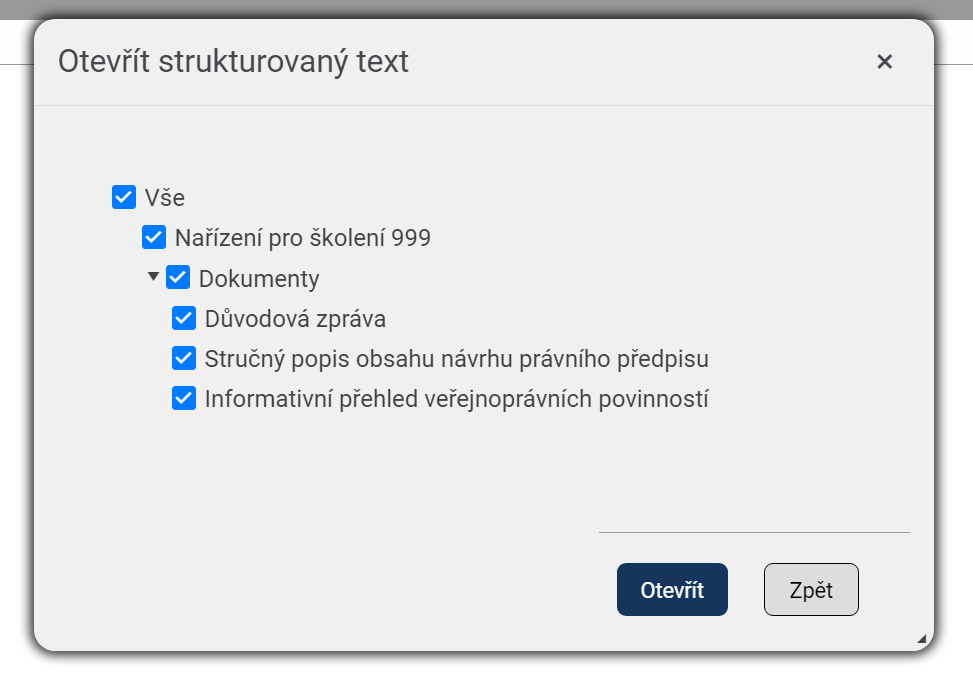 Otevřít strukturovaný text
Vše
Nařízení pro školení 999
Dokumenty
Důvodová zpráva
Stručný popis obsahu návrhu právního předpisu
Informativní přehled veřejnoprávních povinností
Otevřít
Zpět